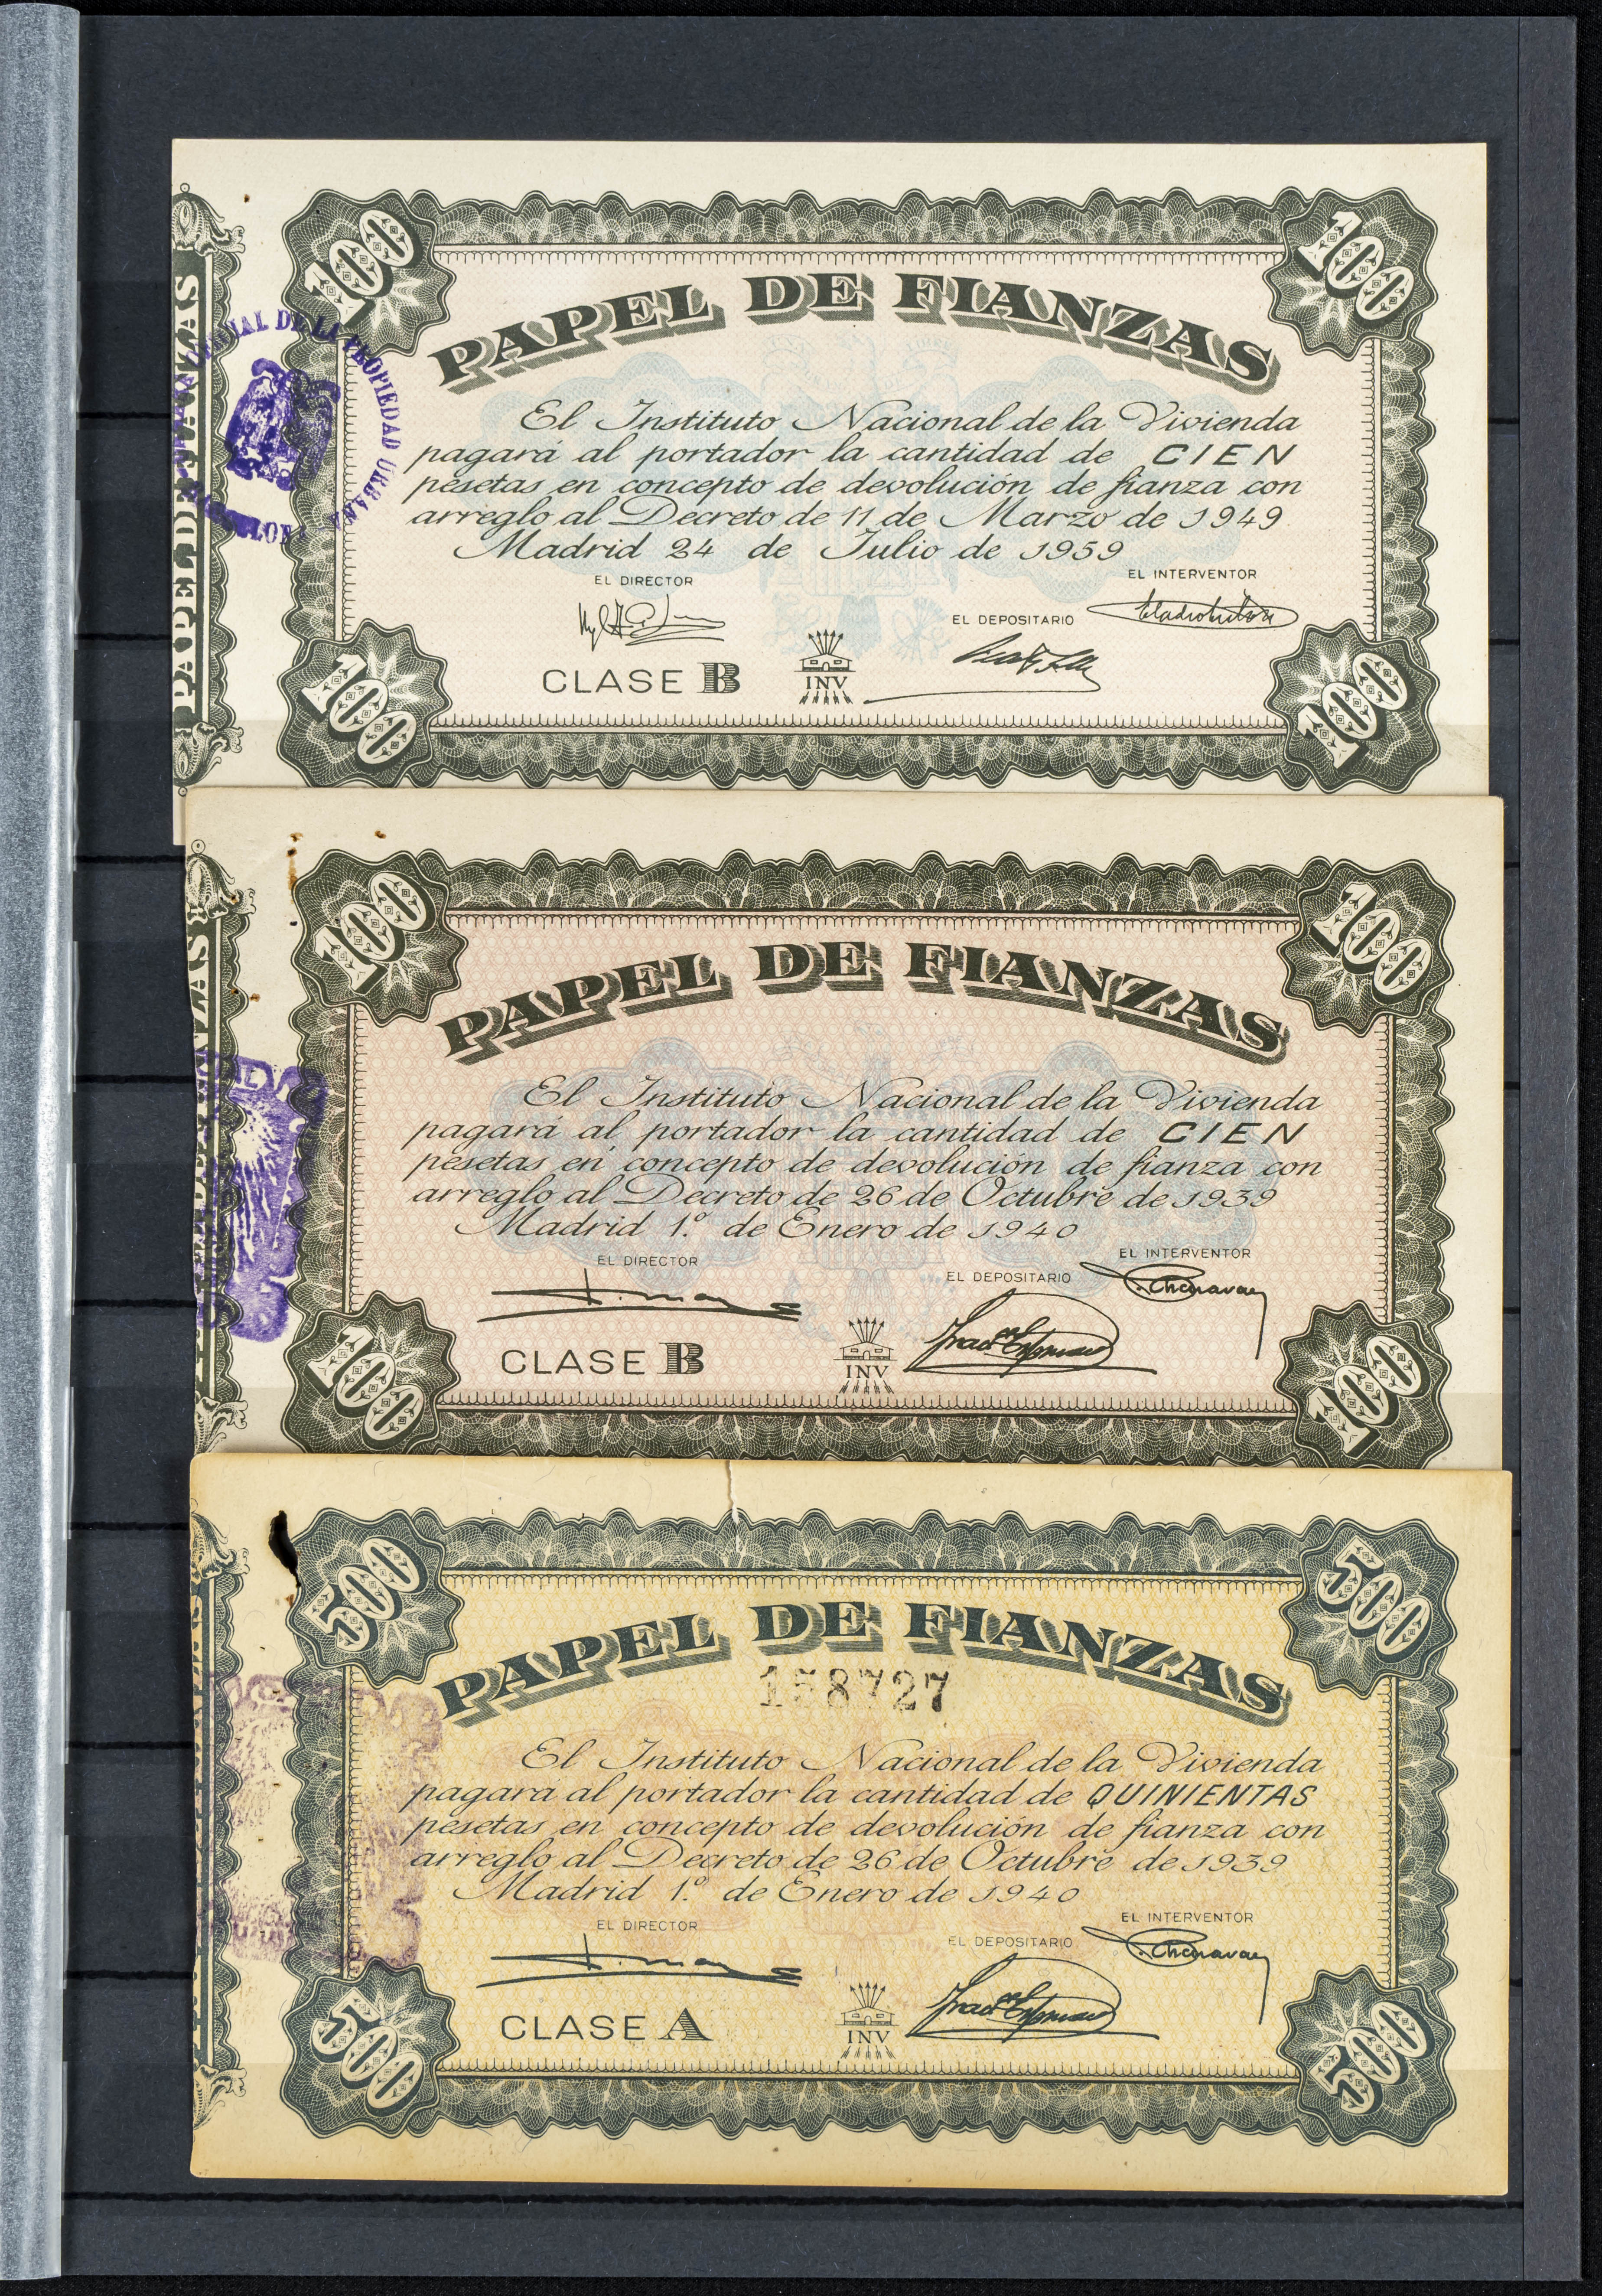 100
100
PAPEL DE FIANZAS
PAPEL DE FIANZAS
DE LA PROPIEDAD URBANA
El Instituto Nacional de la Vivienda
pagará al portador la cantidad de CIEN
pesetas en concepto de devolución de fianza con
arreglo al Decreto de 11 de Marzo de 1949
Madrid 24 de Julio de 1959
EL DIRECTOR
EL INTERVENTOR
EL DEPOSITARIO
CLASE B
INV
100
100
100
100
PAPEL DE FIANZAS
El Instituto Nacional de la Vivienda
pagará al portador la cantidad de CIEN
pesetas en concepto de devolución de fianza con
arreglo al Decreto de 26 de Octubre de 1939
Madrid 1.º de Enero de 1940
EL DIRECTOR
EL INTERVENTOR
EL DEPOSITARIO
CLASE B
INV
100
100
500
500
PAPEL DE FIANZAS
158727
El Instituto Nacional de la Vivienda
pagará al portador la cantidad de QUINIENTAS
pesetas en concepto de devolución de fianza con
arreglo al Decreto de 26 de Octubre de 1939
Madrid 1.º de Enero de 1940
EL DIRECTOR
EL INTERVENTOR
EL DEPOSITARIO
CLASE A
INV
500
500